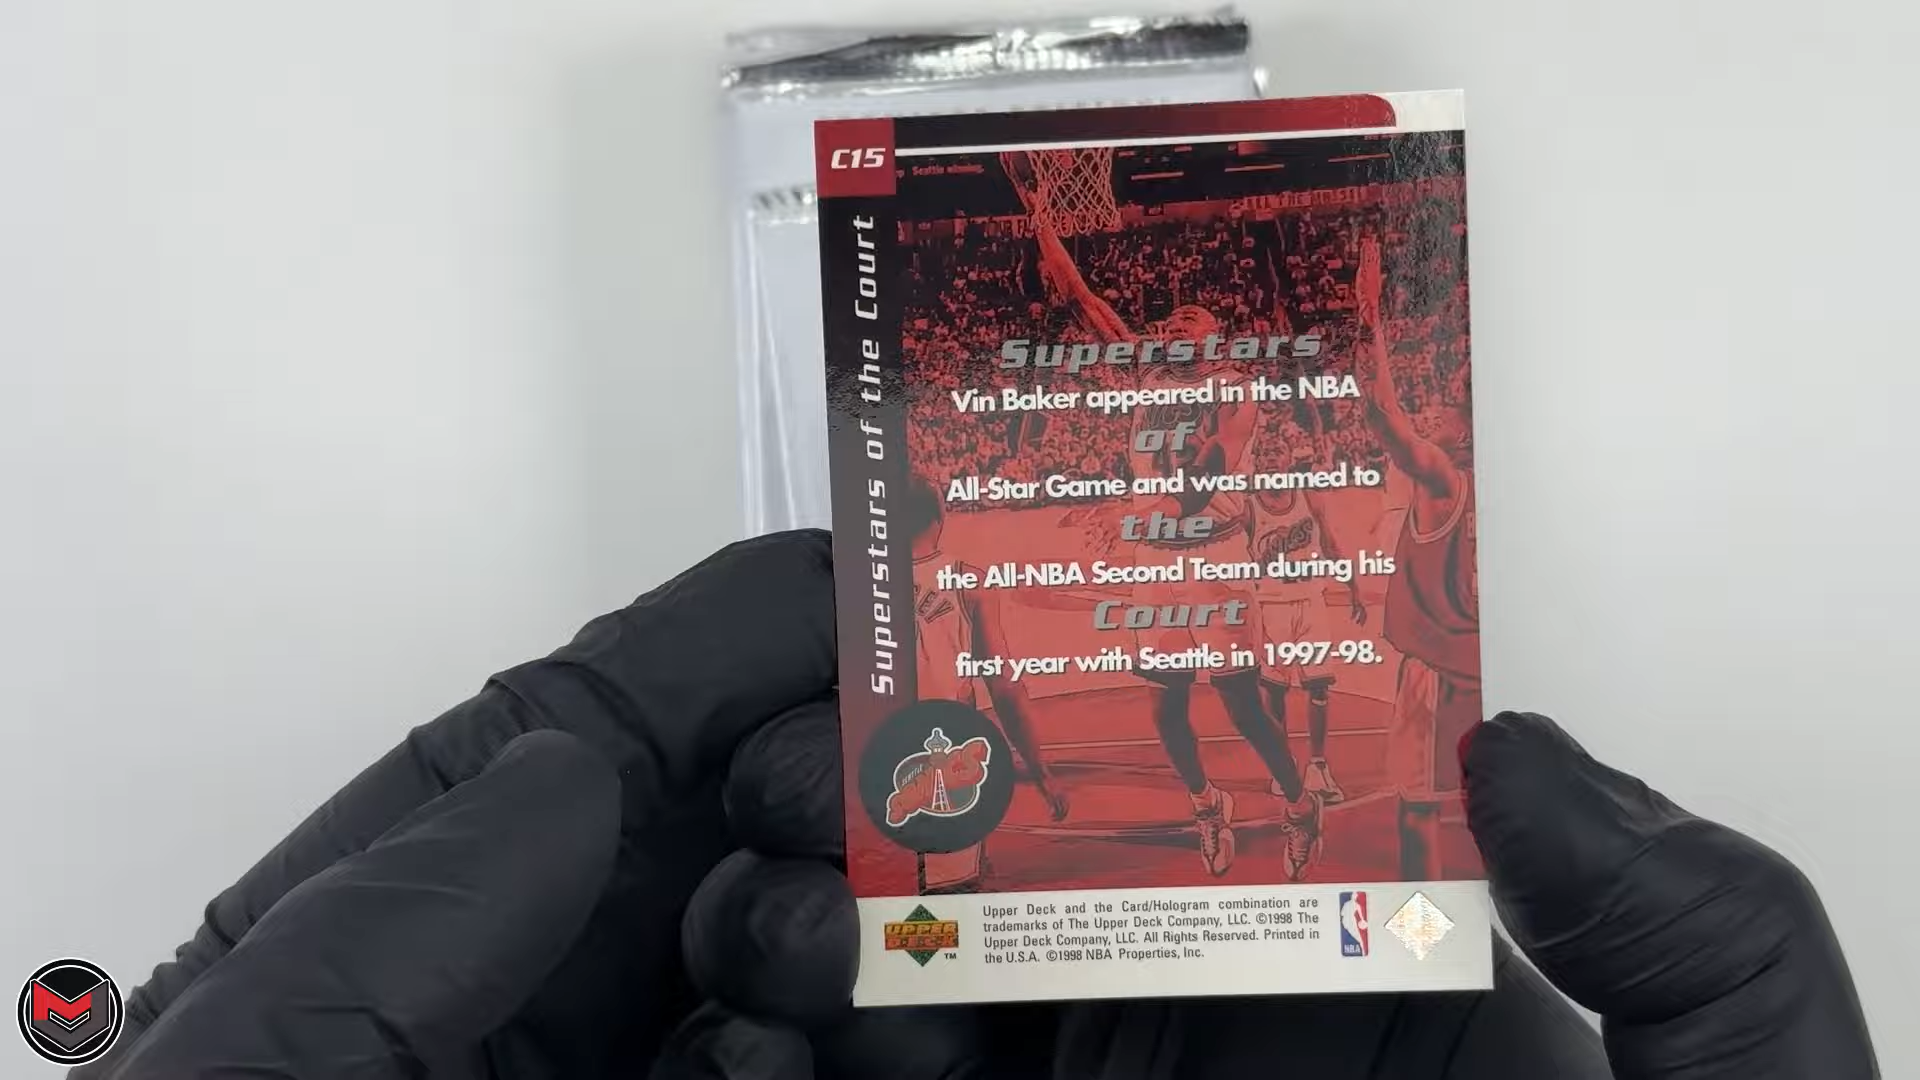 C15
Superstars of the Court
Superstars
Vin Baker appeared in the NBA
of
All-Star Game and was named to
the
the All-NBA Second Team during his
Court
first year with Seattle in 1997-98.
SEATTLE
SONICS
UPPER
DECK
TM
Upper Deck and the Card/Hologram combination are
trademarks of The Upper Deck Company, LLC. ©1998 The
Upper Deck Company, LLC. All Rights Reserved. Printed in
the U.S.A. ©1998 NBA Properties, Inc.
NBA